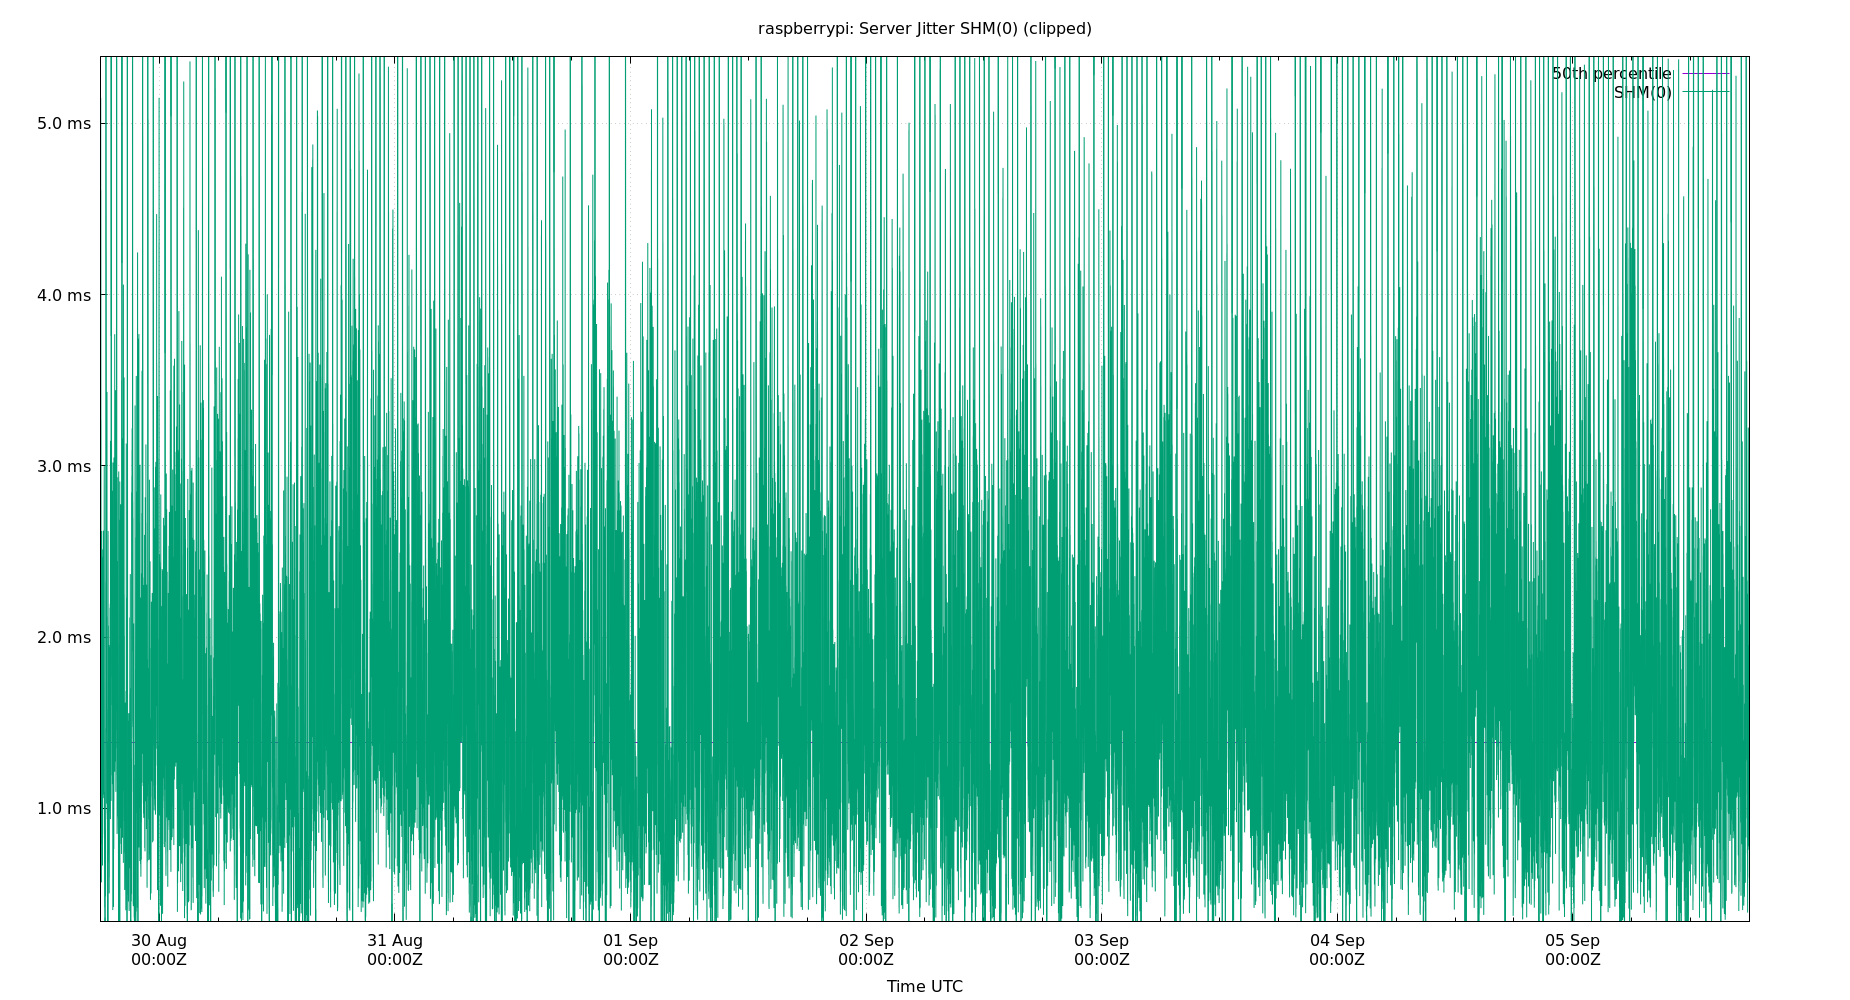 raspberrypi: Server Jitter SHM(0) (clipped)
50th percentile
SHM(0)
5.0 ms
4.0 ms
3.0 ms
2.0 ms
1.0 ms
30 Aug 31 Aug 01 Sep 02 Sep 03 Sep 04 Sep 05 Sep
00:00Z 00:00Z 00:00Z 00:00Z 00:00Z 00:00Z 00:00Z
Time UTC